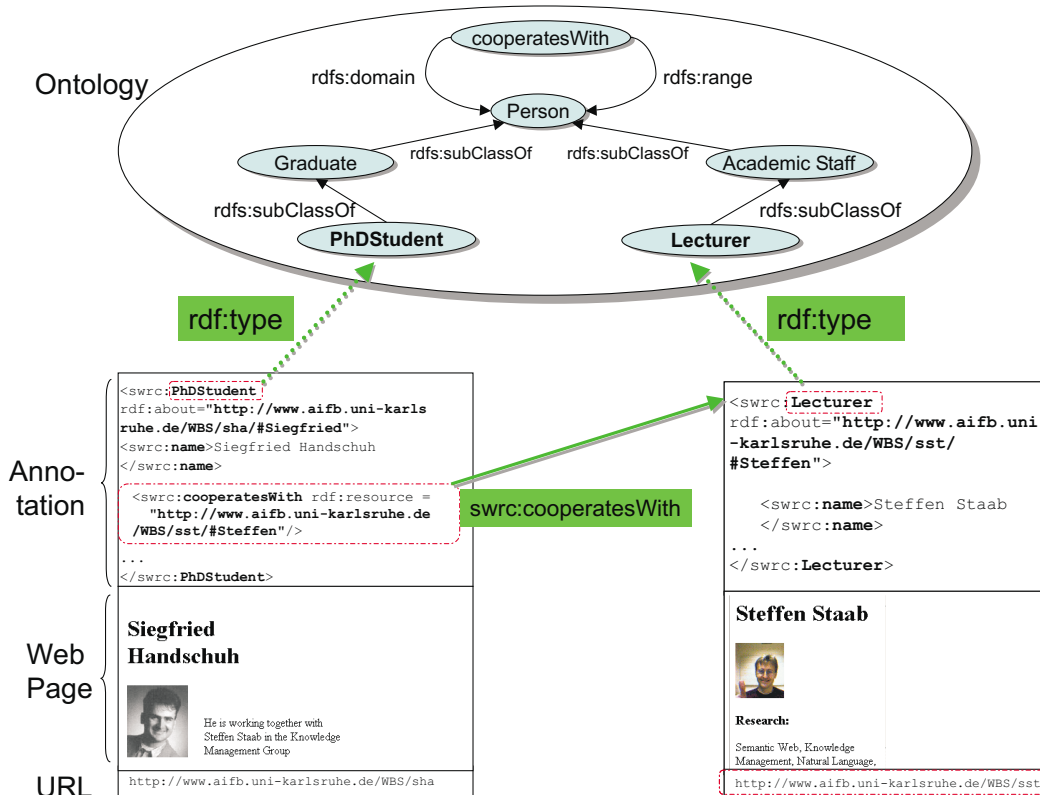 cooperatesWith
Ontology
rdfs:domain
rdfs:range
Person
rdfs:subClassOf
rdfs:subClassOf
Graduate
Academic Staff
rdfs:subClassOf
rdfs:subClassOf
PhDStudent
Lecturer
rdf:type
rdf:type
Anno-
tation
<swrc:PhDStudent
rdf:about="http://www.aifb.uni-karls
ruhe.de/WBS/sha/#Siegfried">
<swrc:name>Siegfried Handschuh
</swrc:name>
<swrc:cooperatesWith rdf:resource =
"http://www.aifb.uni-karlsruhe.de
/WBS/sst/#Steffen"/>
...
</swrc:PhDStudent>
swrc:cooperatesWith
<swrc:Lecturer
rdf:about="http://www.aifb.uni
-karlsruhe.de/WBS/sst/
#Steffen">
<swrc:name>Steffen Staab
</swrc:name>
...
</swrc:Lecturer>
Web
Page
Siegfried
Handschuh
He is working together with
Steffen Staab in the Knowledge
Management Group
Steffen Staab
Research:
Semantic Web, Knowledge
Management, Natural Language,
URL
http://www.aifb.uni-karlsruhe.de/WBS/sha
http://www.aifb.uni-karlsruhe.de/WBS/sst